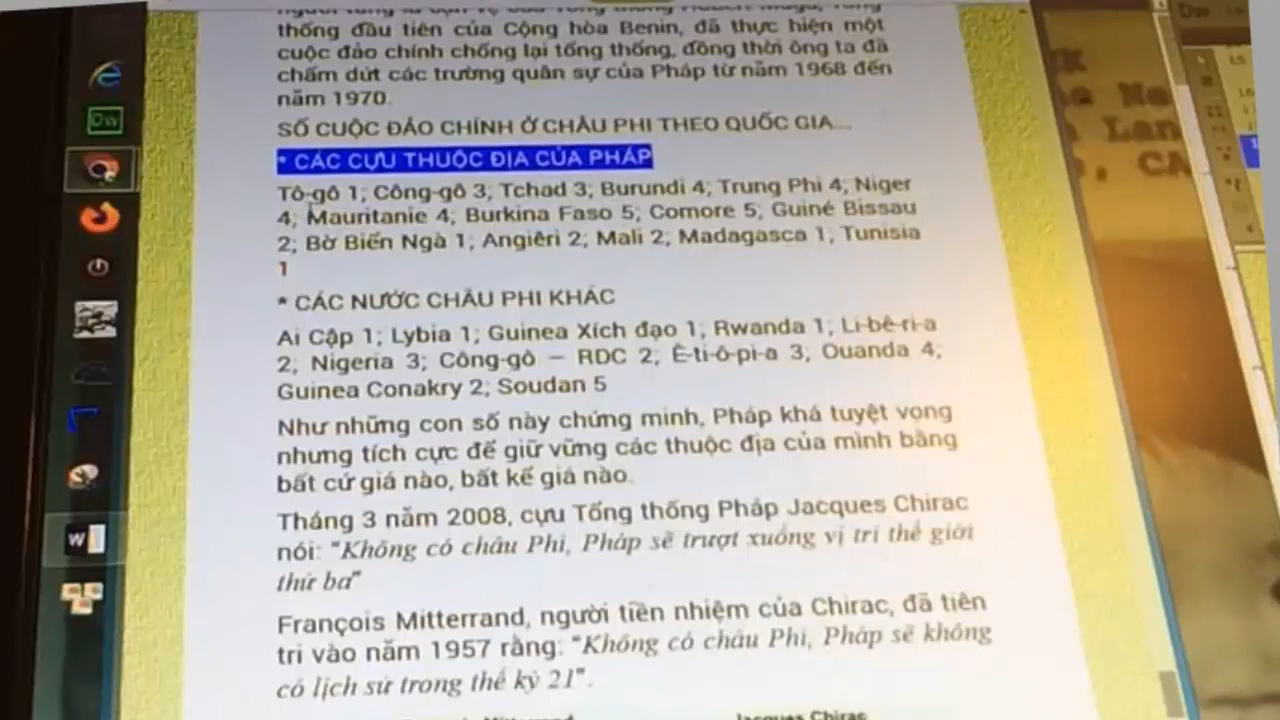 thống đầu tiên của Cộng hòa Benin, đã thực hiện một
cuộc đảo chính chống lại tổng thống, đồng thời ông ta đã
chấm dứt các trường quân sự của Pháp từ năm 1968 đến
năm 1970.
SỐ CUỘC ĐẢO CHÍNH Ở CHÂU PHI THEO QUỐC GIA...
* CÁC CỰU THUỘC ĐỊA CỦA PHÁP
Tô-gô 1; Công-gô 3; Tchad 3; Burundi 4; Trung Phi 4; Niger
4; Mauritanie 4; Burkina Faso 5; Comore 5; Guiné Bissau
2; Bờ Biển Ngà 1; Angiêri 2; Mali 2; Madagasca 1; Tunisia
1
* CÁC NƯỚC CHÂU PHI KHÁC
Ai Cập 1; Lybia 1; Guinea Xích đạo 1; Rwanda 1; Li-bê-ri-a
2; Nigeria 3; Công-gô – RDC 2; Ê-ti-ô-pi-a 3; Ouanda 4;
Guinea Conakry 2; Soudan 5
Như những con số này chứng minh, Pháp khá tuyệt vọng
nhưng tích cực để giữ vững các thuộc địa của mình bằng
bất cứ giá nào, bất kể giá nào.
Tháng 3 năm 2008, cựu Tổng thống Pháp Jacques Chirac
nói: "Không có châu Phi, Pháp sẽ trượt xuống vị trí thế giới
thứ ba"
François Mitterrand, người tiền nhiệm của Chirac, đã tiên
tri vào năm 1957 rằng: "Không có châu Phi, Pháp sẽ không
có lịch sử trong thế kỷ 21".
Jacques Chirac
Dw
W